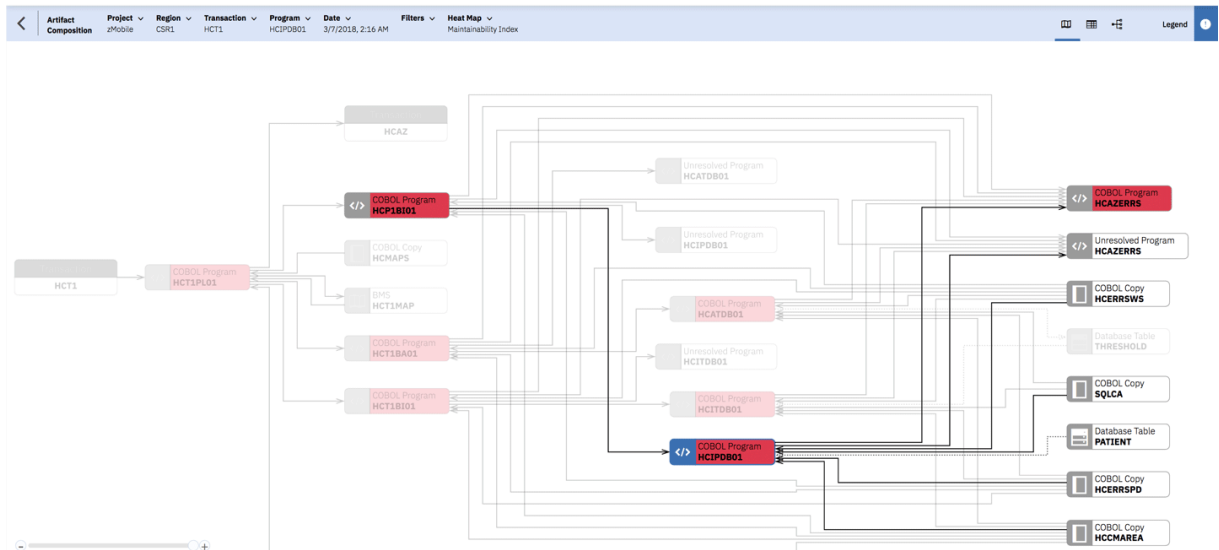 Artifact
Composition
Project
zMobile
Region
CSR1
Transaction
HCT1
Program
HCIPDB01
Date
3/7/2018, 2:16 AM
Filters
Heat Map
Maintainability Index
Legend
HCAZ
Unresolved Program
HCATDB01
COBOL Program
HCP1BI01
COBOL Program
HCAZERRS
COBOL Copy
HCMAPS
Unresolved Program
HCIPDB01
Unresolved Program
HCAZERRS
HCT1
COBOL Program
HCT1PL01
BMS
HCT1MAP
COBOL Program
HCATDB01
COBOL Copy
HCERRSWS
COBOL Program
HCT1BA01
Unresolved Program
HCITDB01
Database Table
THRESHOLD
COBOL Program
HCT1BI01
COBOL Program
HCITDB01
COBOL Copy
SQLCA
COBOL Program
HCIPDB01
Database Table
PATIENT
COBOL Copy
HCERRSPD
COBOL Copy
HCCMAREA